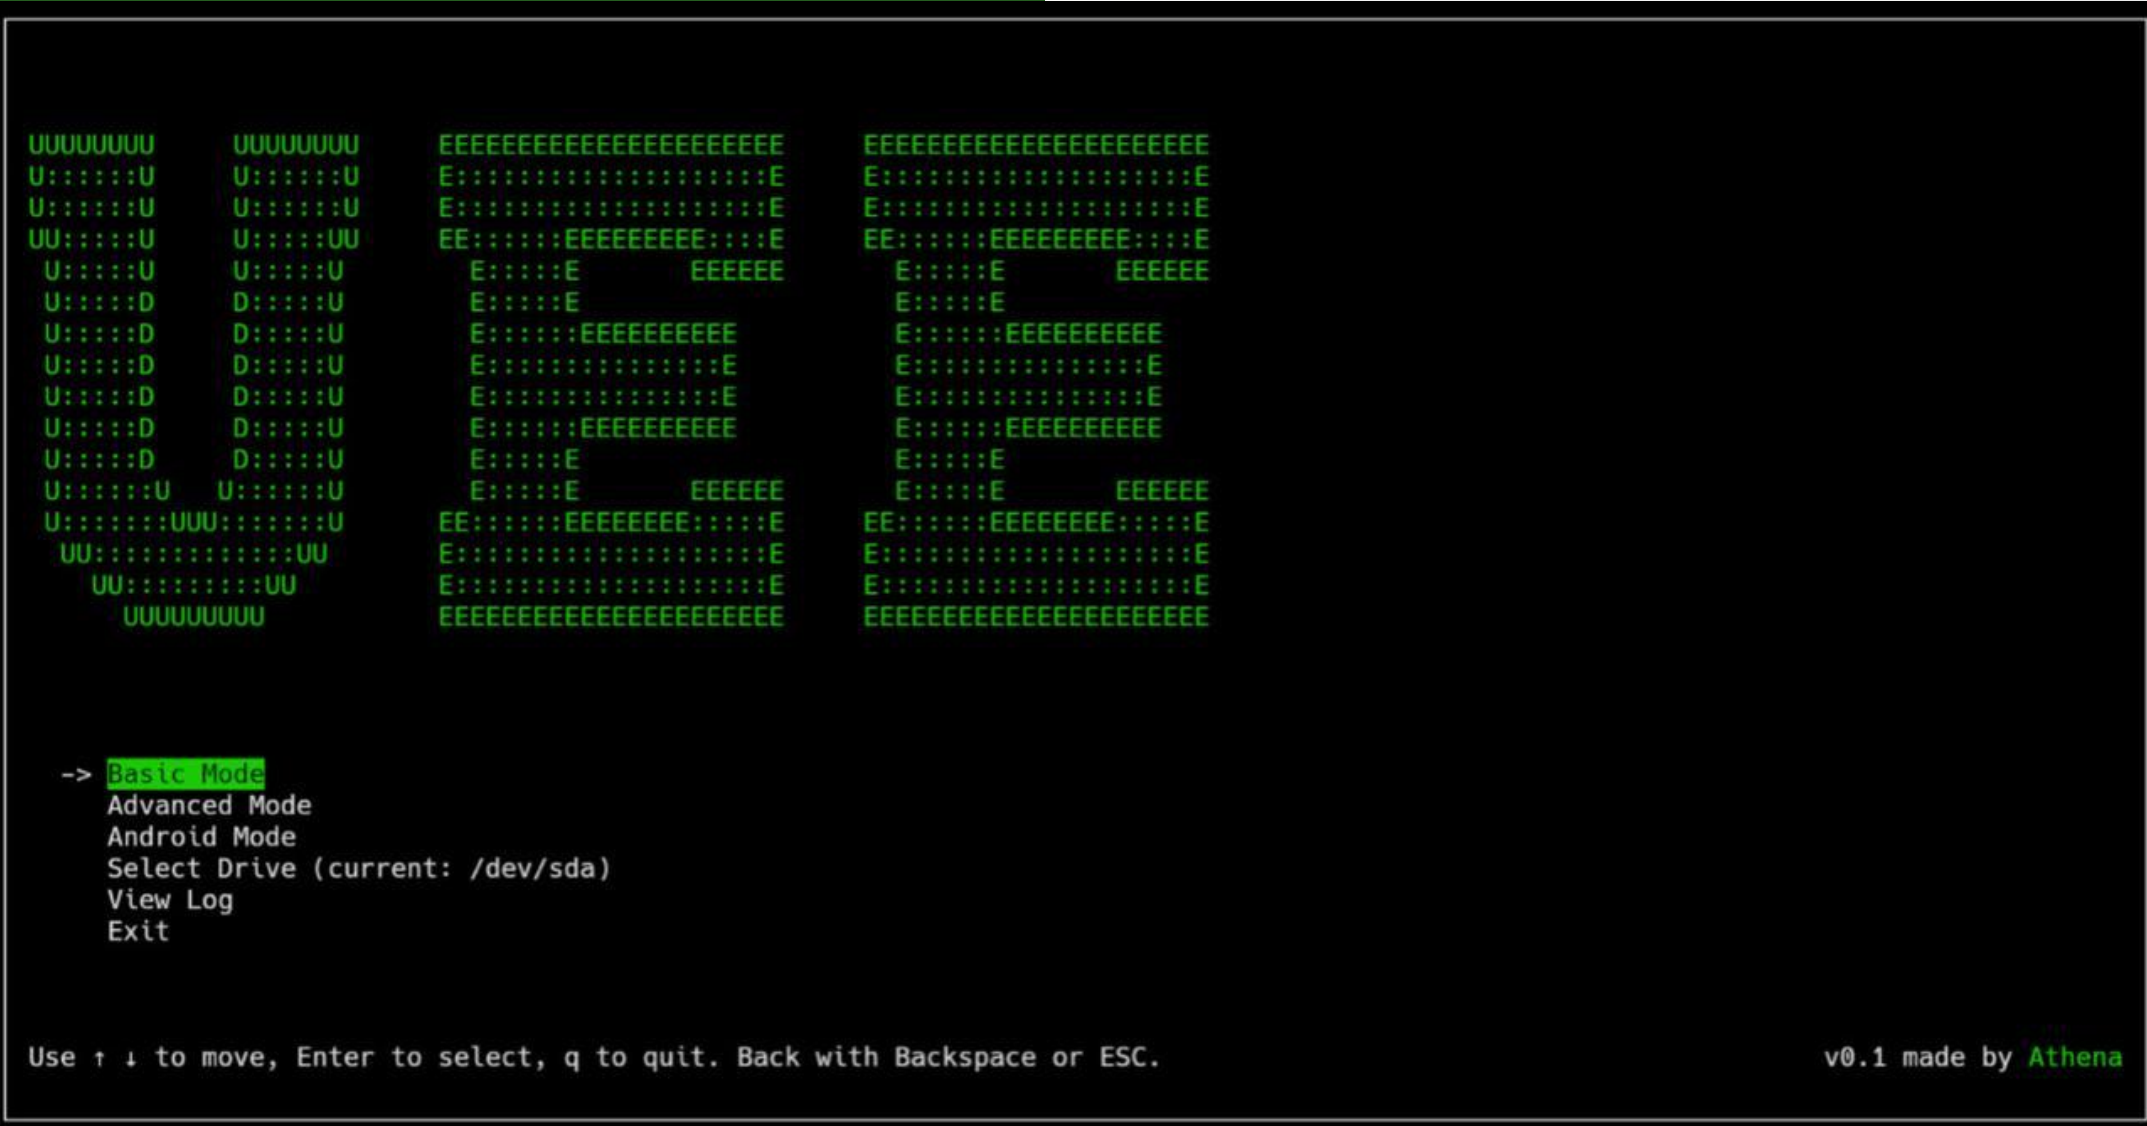 UUUUUUUU     UUUUUUUU     EEEEEEEEEEEEEEEEEEEEEE     EEEEEEEEEEEEEEEEEEEEEE
U::::::U     U::::::U     E::::::::::::::::::::E     E::::::::::::::::::::E
U::::::U     U::::::U     E::::::::::::::::::::E     E::::::::::::::::::::E
UU:::::U     U:::::UU     EE::::::EEEEEEEEE::::E     EE::::::EEEEEEEEE::::E
 U:::::U     U:::::U        E:::::E       EEEEEE       E:::::E       EEEEEE
 U:::::D     D:::::U        E:::::E                    E:::::E
 U:::::D     D:::::U        E::::::EEEEEEEEEE          E::::::EEEEEEEEEE
 U:::::D     D:::::U        E:::::::::::::::E          E:::::::::::::::E
 U:::::D     D:::::U        E:::::::::::::::E          E:::::::::::::::E
 U:::::D     D:::::U        E::::::EEEEEEEEEE          E::::::EEEEEEEEEE
 U:::::D     D:::::U        E:::::E                    E:::::E
 U::::::U   U::::::U        E:::::E       EEEEEE       E:::::E       EEEEEE
 U:::::::UUU:::::::U      EE::::::EEEEEEEE:::::E     EE::::::EEEEEEEE:::::E
  UU:::::::::::::UU       E::::::::::::::::::::E     E::::::::::::::::::::E
    UU:::::::::UU         E::::::::::::::::::::E     E::::::::::::::::::::E
      UUUUUUUUU           EEEEEEEEEEEEEEEEEEEEEE     EEEEEEEEEEEEEEEEEEEEEE
-> Basic Mode
Advanced Mode
Android Mode
Select Drive (current: /dev/sda)
View Log
Exit
Use ↑ ↓ to move, Enter to select, q to quit. Back with Backspace or ESC.
v0.1 made by Athena